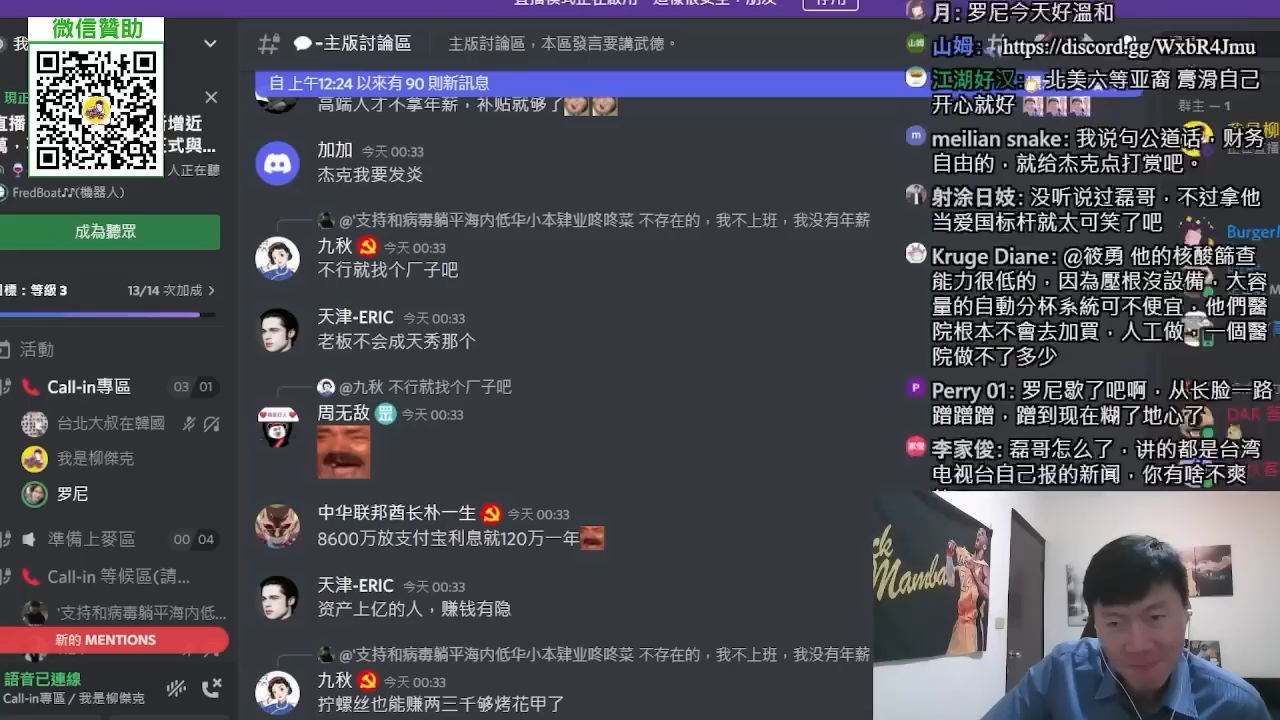 微信贊助
FredBoat♪♪(機器人)
人正在聽
成為聽眾
標：等級 3
13/14 次加成
活動
Call-in專區
03 01
台北大叔在韓國
我是柳傑克
罗尼
準備上麥區
00 04
Call-in 等候區(請...
'支持和病毒躺平海内低...
新的 MENTIONS
語音已連線
Call-in專區 / 我是柳傑克
-主版討論區
主版討論區，本區發言要講武德。
自 上午12:24 以來有 90 則新訊息
高端人才不拿年薪，补贴就够了
加加 今天 00:33
杰克我要发炎
@'支持和病毒躺平海内低华小本肄业咚咚菜 不存在的，我不上班，我没有年薪
九秋 今天 00:33
不行就找个厂子吧
天津-ERIC 今天 00:33
老板不会成天秀那个
@九秋 不行就找个厂子吧
周无敌 眾 今天 00:33
中华联邦酋长朴一生 今天 00:33
8600万放支付宝利息就120万一年
天津-ERIC 今天 00:33
资产上亿的人，赚钱有隐
@'支持和病毒躺平海内低华小本肄业咚咚菜 不存在的，我不上班，我没有年薪
九秋 今天 00:33
拧螺丝也能赚两三千够烤花甲了
月: 罗尼今天好溫和
山姆: https://discord.gg/WxbR4Jmu
江湖好汉: 北美六等亚裔 膏滑自己
开心就好
群主 — 1
meilian snake: 我说句公道话，财务
自由的，就给杰克点打赏吧。
射涂日妓: 没听说过磊哥，不过拿他
当爱国标杆就太可笑了吧
Kruge Diane: @筱勇 他的核酸篩查
能力很低的，因為壓根沒設備，大容
量的自動分杯系統可不便宜，他們醫
院根本不會去加買，人工做，一個醫
院做不了多少
Perry 01: 罗尼歇了吧啊，从长脸一路
蹭蹭蹭，蹭到现在糊了地心了
李家俊: 磊哥怎么了，讲的都是台湾
电视台自己报的新闻，你有啥不爽
Mamba